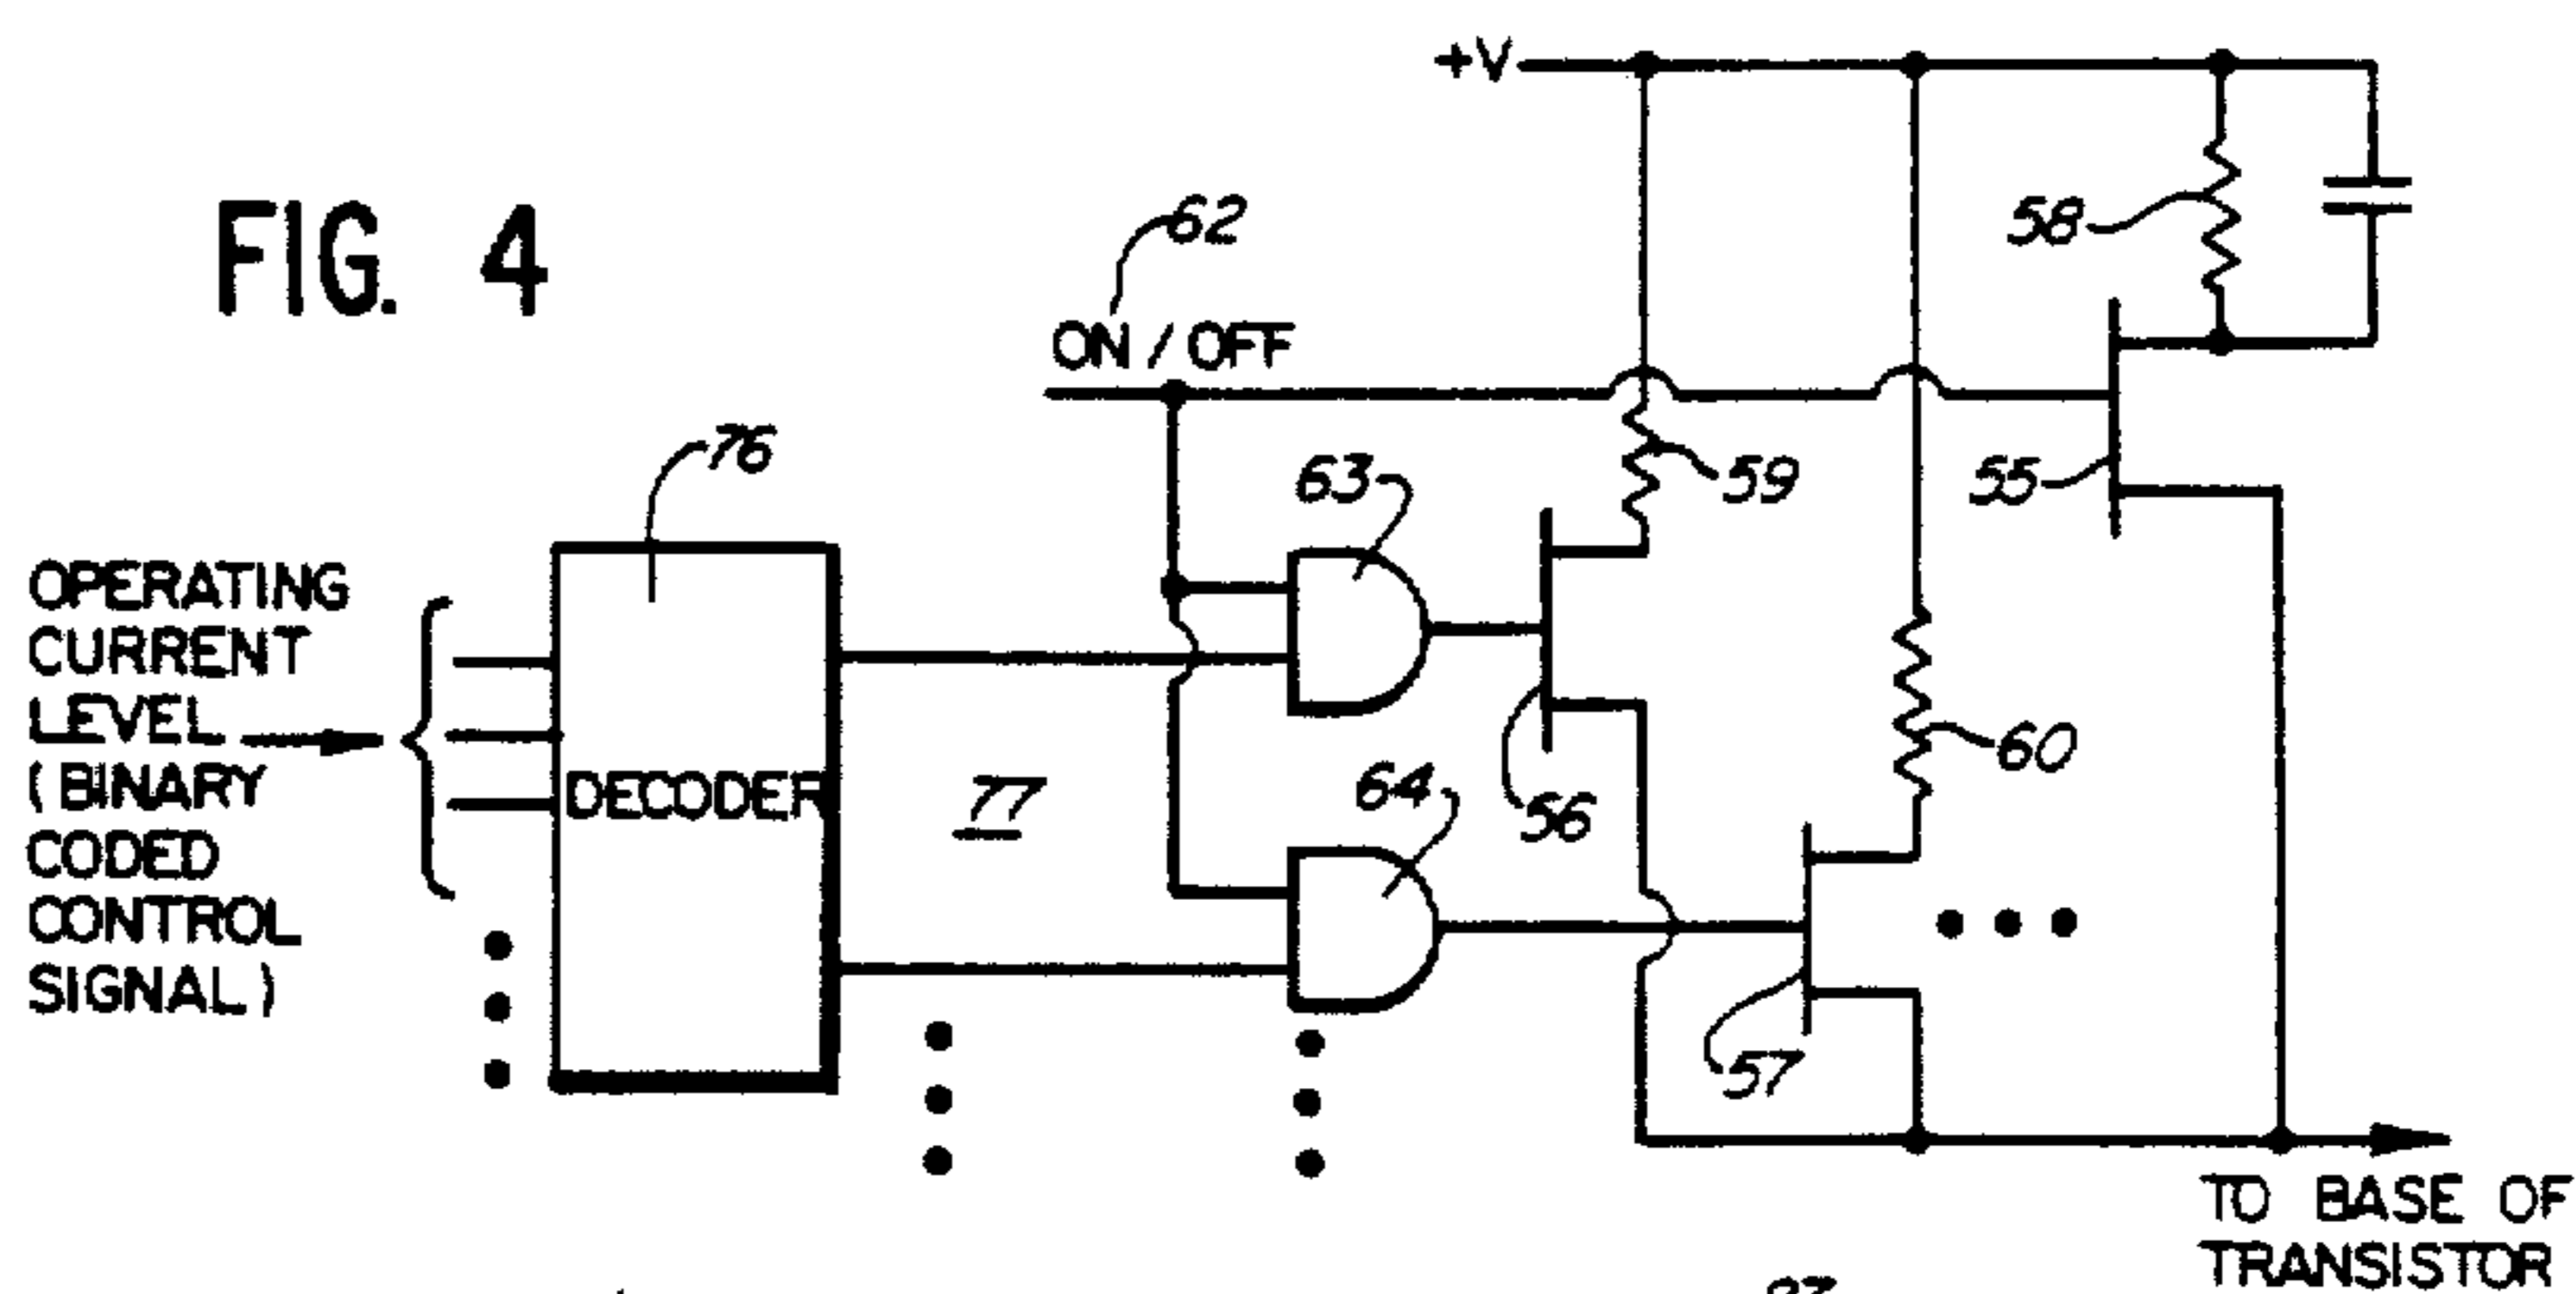 FIG. 4
+V
62
ON / OFF
58
76
63
59
55
OPERATING
CURRENT
LEVEL
(BINARY
CODED
CONTROL
SIGNAL)
DECODER
77
64
56
60
57
TO BASE OF
TRANSISTOR